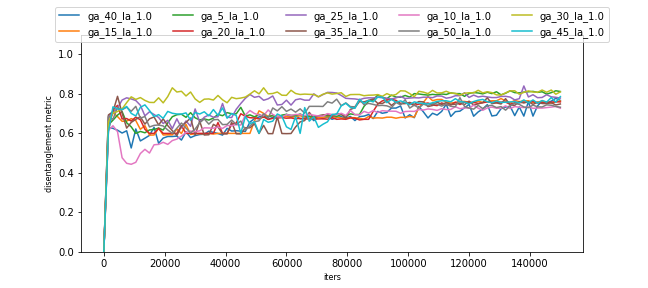 ga_40_la_1.0 ga_5_la_1.0 ga_25_la_1.0 ga_10_la_1.0 ga_30_la_1.0
ga_15_la_1.0 ga_20_la_1.0 ga_35_la_1.0 ga_50_la_1.0 ga_45_la_1.0
1.0
0.8
0.6
0.4
0.2
0.0
disentanglement metric
0 20000 40000 60000 80000 100000 120000 140000
iters